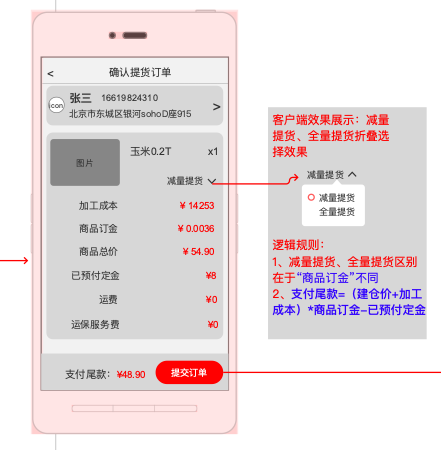 <
确认提货订单
icon
张三 16619824310
北京市东城区银河sohoD座915
>
图片
玉米0.2T x1
减量提货
加工成本 ¥ 14253
商品订金 ¥ 0.0036
商品总价 ¥ 54.90
已预付定金 ¥8
运费 ¥0
运保服务费 ¥0
支付尾款： ¥48.90 提交订单
客户端效果展示：减量
提货、全量提货折叠选
择效果
减量提货
减量提货
全量提货
逻辑规则：
1、减量提货、全量提货区别
在于“商品订金”不同
2、支付尾款=（建仓价+加工
成本）*商品订金-已预付定金